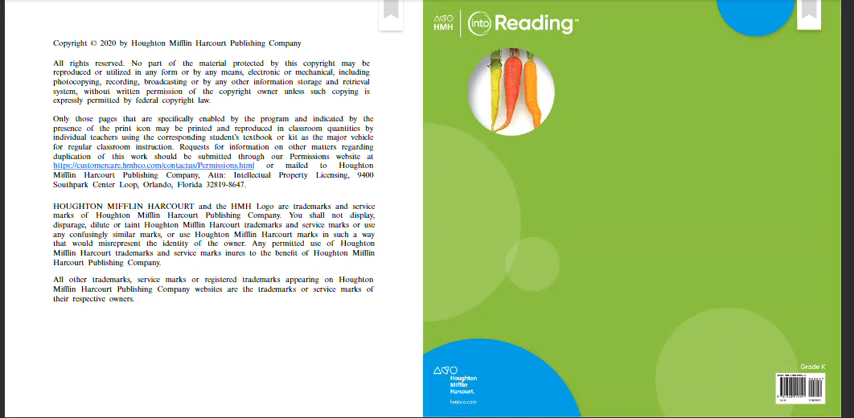 Copyright © 2020 by Houghton Mifflin Harcourt Publishing Company
All rights reserved. No part of the material protected by this copyright may be
reproduced or utilized in any form or by any means, electronic or mechanical, including
photocopying, recording, broadcasting or by any other information storage and retrieval
system, without written permission of the copyright owner unless such copying is
expressly permitted by federal copyright law.
Only those pages that are specifically enabled by the program and indicated by the
presence of the print icon may be printed and reproduced in classroom quantities by
individual teachers using the corresponding student's textbook or kit as the major vehicle
for regular classroom instruction. Requests for information on other matters regarding
duplication of this work should be submitted through our Permissions website at
https://customercare.hmhco.com/contactus/Permissions.html or mailed to Houghton
Mifflin Harcourt Publishing Company, Attn: Intellectual Property Licensing, 9400
Southpark Center Loop, Orlando, Florida 32819-8647.
HOUGHTON MIFFLIN HARCOURT and the HMH Logo are trademarks and service
marks of Houghton Mifflin Harcourt Publishing Company. You shall not display,
disparage, dilute or taint Houghton Mifflin Harcourt trademarks and service marks or use
any confusingly similar marks, or use Houghton Mifflin Harcourt marks in such a way
that would misrepresent the identity of the owner. Any permitted use of Houghton
Mifflin Harcourt trademarks and service marks inures to the benefit of Houghton Mifflin
Harcourt Publishing Company.
All other trademarks, service marks or registered trademarks appearing on Houghton
Mifflin Harcourt Publishing Company websites are the trademarks or service marks of
their respective owners.
HMH into Reading™
Grade K
Houghton
Mifflin
Harcourt
hmhco.com